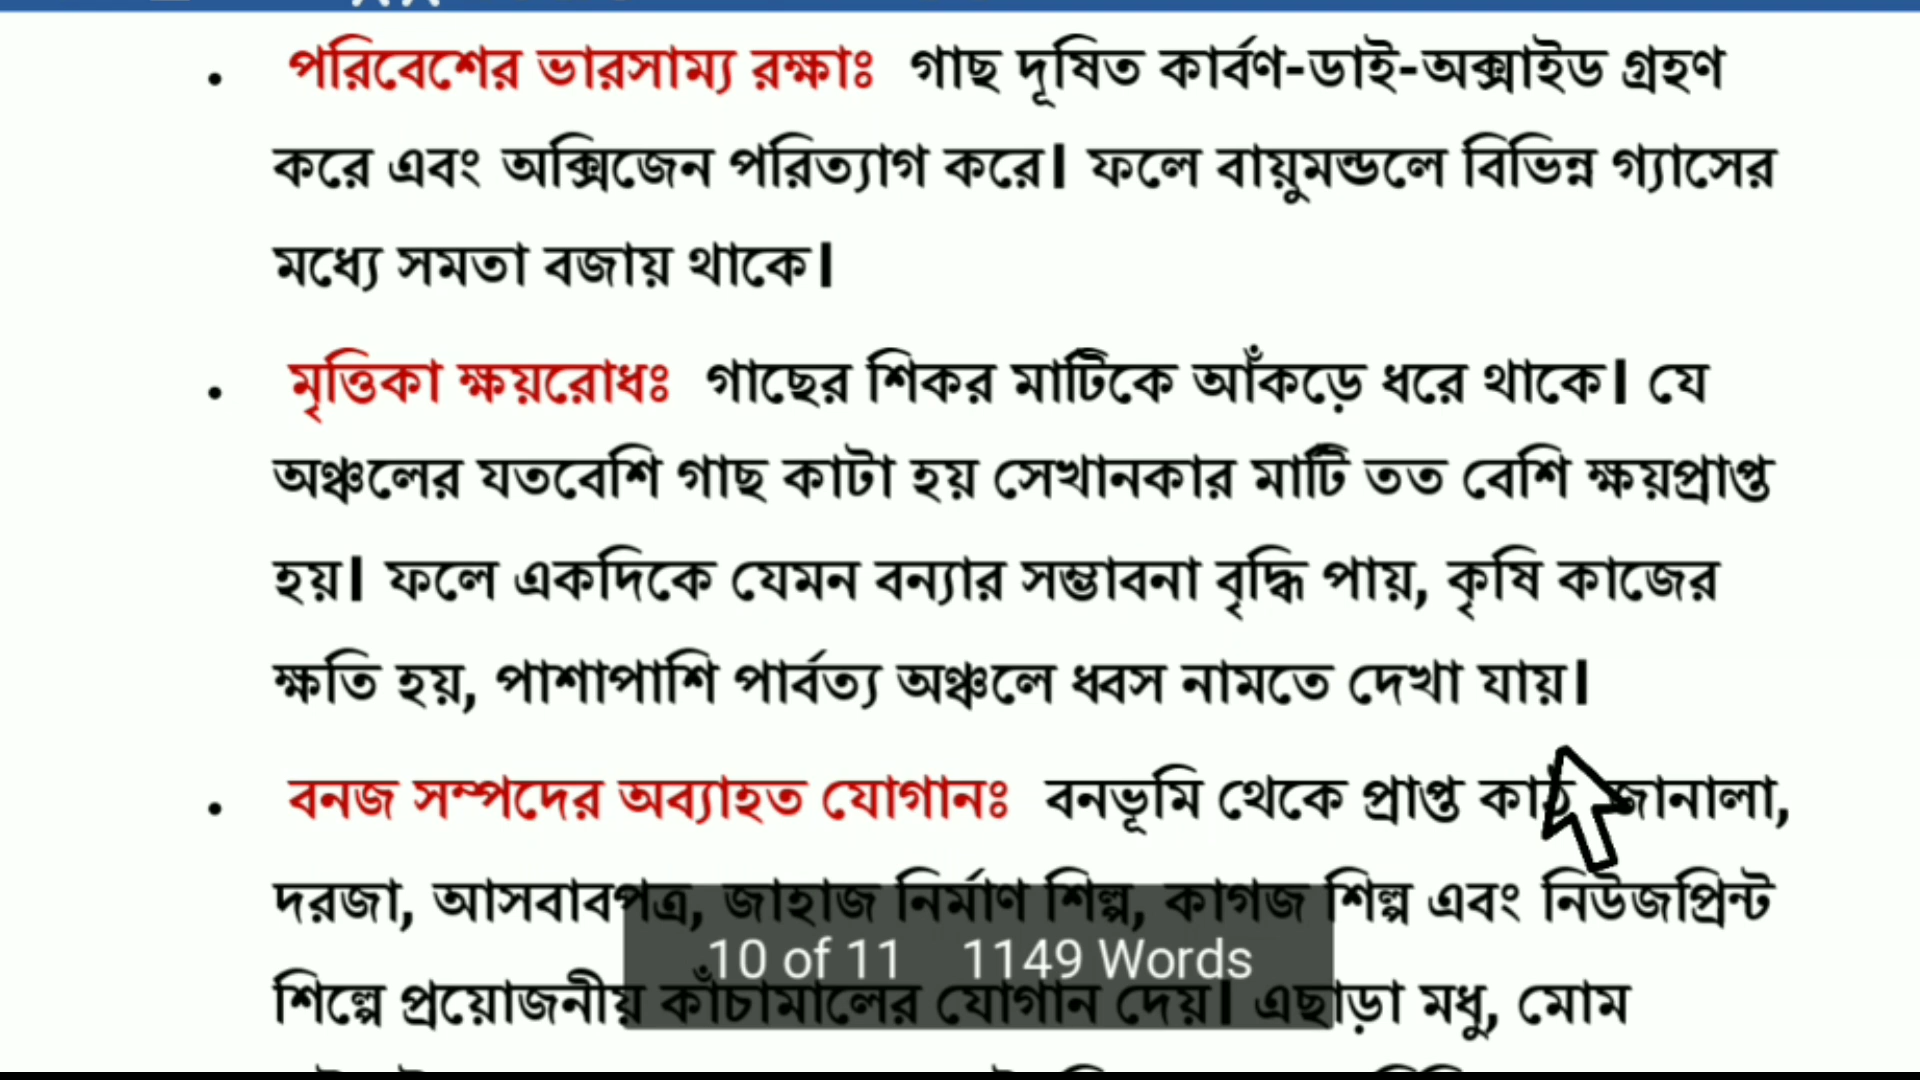 • পরিবেশের ভারসাম্য রক্ষাঃ গাছ দূষিত কার্বণ-ডাই-অক্সাইড গ্রহণ
করে এবং অক্সিজেন পরিত্যাগ করে। ফলে বায়ুমন্ডলে বিভিন্ন গ্যাসের
মধ্যে সমতা বজায় থাকে।
• মৃত্তিকা ক্ষয়রোধঃ গাছের শিকর মাটিকে আঁকড়ে ধরে থাকে। যে
অঞ্চলের যতবেশি গাছ কাটা হয় সেখানকার মাটি তত বেশি ক্ষয়প্রাপ্ত
হয়। ফলে একদিকে যেমন বন্যার সম্ভাবনা বৃদ্ধি পায়, কৃষি কাজের
ক্ষতি হয়, পাশাপাশি পার্বত্য অঞ্চলে ধ্বস নামতে দেখা যায়।
• বনজ সম্পদের অব্যাহত যোগানঃ বনভূমি থেকে প্রাপ্ত কাঠ জানালা,
দরজা, আসবাবপত্র, জাহাজ নির্মাণ শিল্প, কাগজ শিল্প এবং নিউজপ্রিন্ট
10 of 11 1149 Words
শিল্পে প্রয়োজনীয় কাঁচামালের যোগান দেয়। এছাড়া মধু, মোম